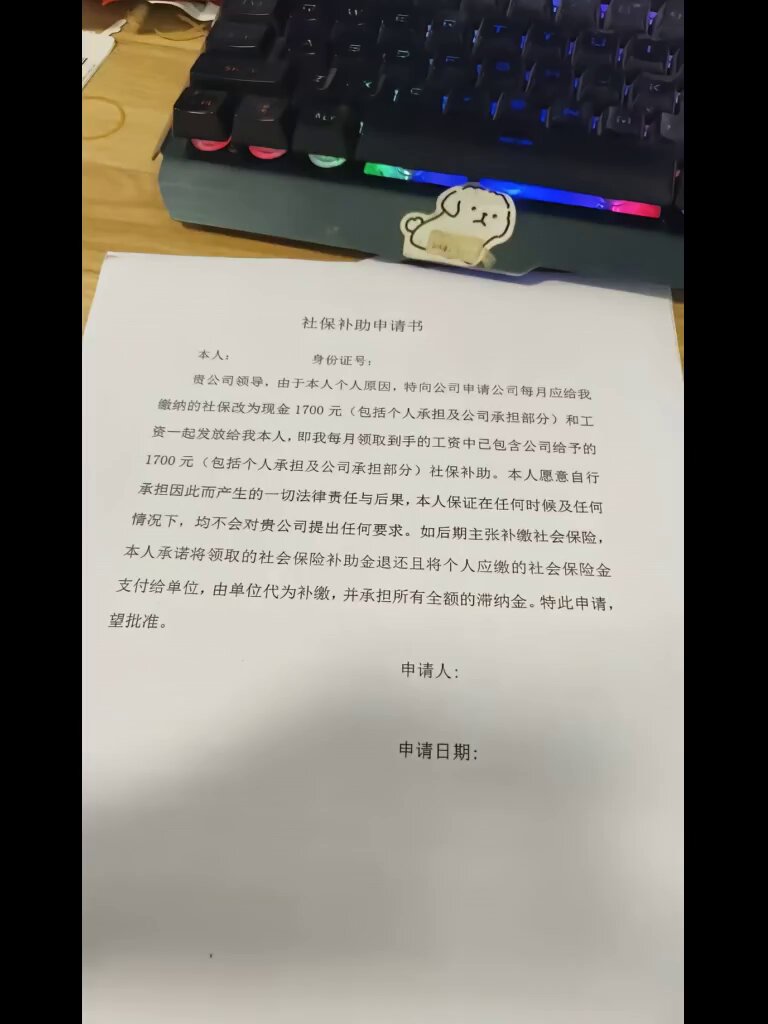 社保补助申请书
本人： 身份证号：
贵公司领导，由于本人个人原因，特向公司申请公司每月应给我
缴纳的社保改为现金1700元（包括个人承担及公司承担部分）和工
资一起发放给我本人，即我每月领取到手的工资中已包含公司给予的
1700元（包括个人承担及公司承担部分）社保补助。本人愿意自行
承担因此而产生的一切法律责任与后果，本人保证在任何时候及任何
情况下，均不会对贵公司提出任何要求。如后期主张补缴社会保险，
本人承诺将领取的社会保险补助金退还且将个人应缴的社会保险金
支付给单位，由单位代为补缴，并承担所有全额的滞纳金。特此申请，
望批准。
申请人：
申请日期：